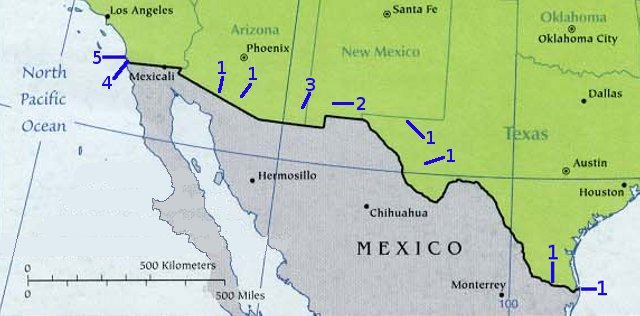 Los Angeles
Santa Fe
Oklahoma
Oklahoma City
Arizona
Phoenix
New Mexico
5
4
Mexicali
1
1
3
2
Dallas
North
Pacific
Ocean
1
1
Texas
Austin
Houston
Hermosillo
Chihuahua
MEXICO
1
1
0
500 Kilometers
0
500 Miles
Monterrey
100